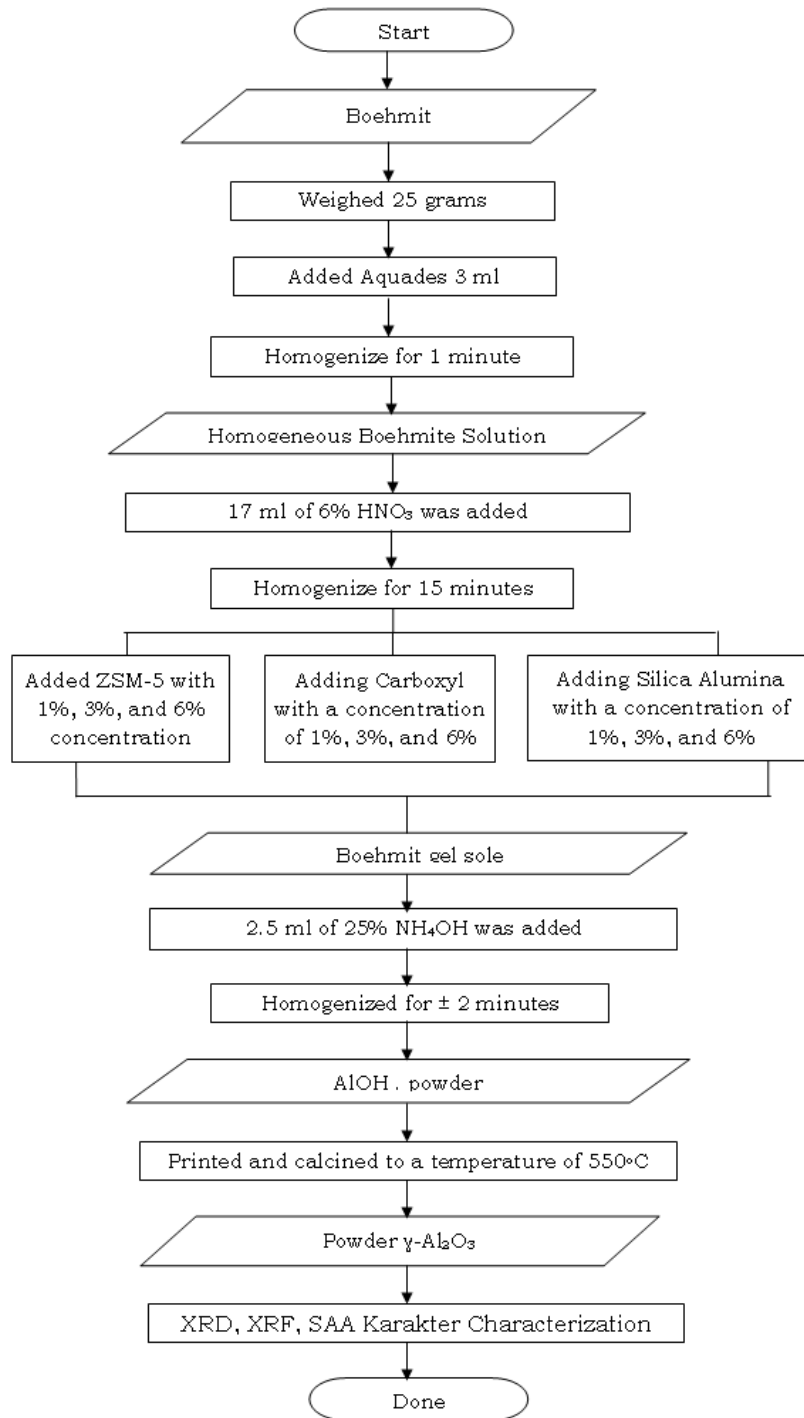 Start
Boehmit
Weighed 25 grams
Added Aquades 3 ml
Homogenize for 1 minute
Homogeneous Boehmite Solution
17 ml of 6% HNO₃ was added
Homogenize for 15 minutes
Added ZSM-5 with
1%, 3%, and 6%
concentration
Adding Carboxyl
with a concentration
of 1%, 3%, and 6%
Adding Silica Alumina
with a concentration of
1%, 3%, and 6%
Boehmit gel sole
2.5 ml of 25% NH₄OH was added
Homogenized for ± 2 minutes
AlOH . powder
Printed and calcined to a temperature of 550°C
Powder γ-Al₂O₃
XRD, XRF, SAA Karakter Characterization
Done